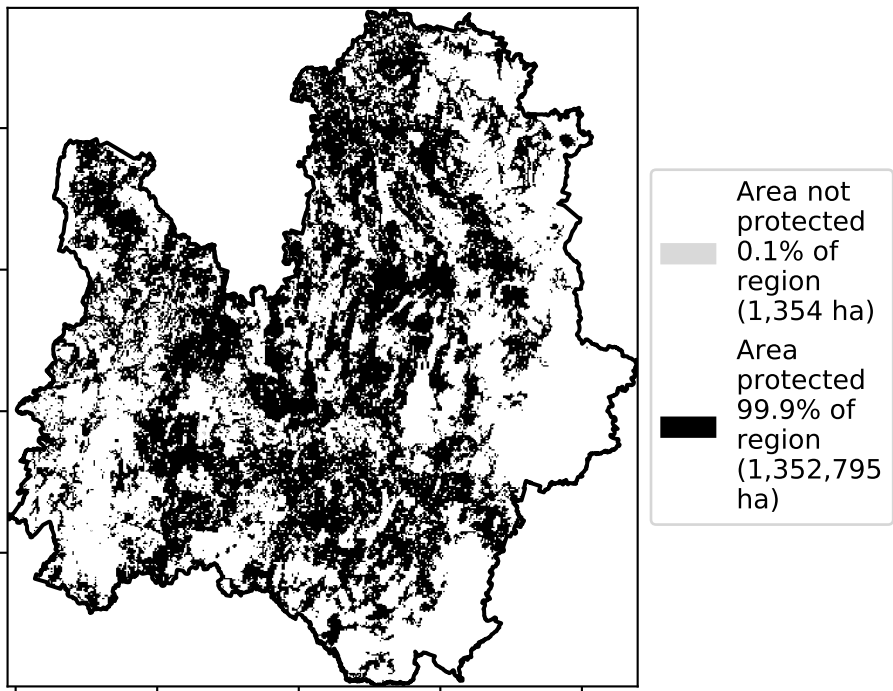 Area not
protected
0.1% of
region
(1,354 ha)
Area
protected
99.9% of
region
(1,352,795
ha)